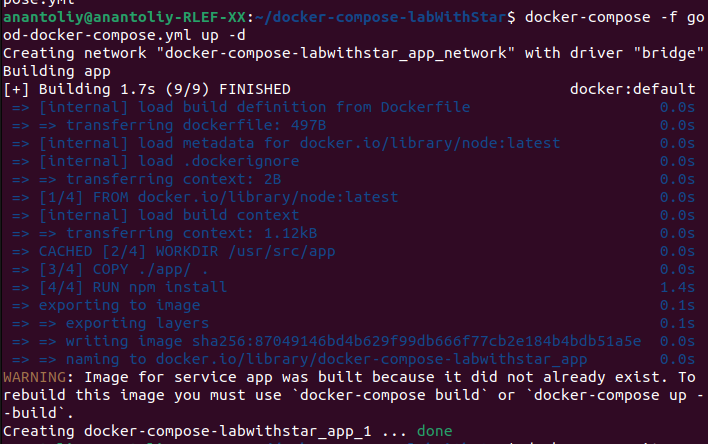 pose.yml
anantoliy@anantoliy-RLEF-XX:~/docker-compose-labWithStar$ docker-compose -f go
od-docker-compose.yml up -d
Creating network "docker-compose-labwithstar_app_network" with driver "bridge"
Building app
[+] Building 1.7s (9/9) FINISHED docker:default
=> [internal] load build definition from Dockerfile 0.0s
=> => transferring dockerfile: 497B 0.0s
=> [internal] load metadata for docker.io/library/node:latest 0.0s
=> [internal] load .dockerignore 0.0s
=> => transferring context: 2B 0.0s
=> [1/4] FROM docker.io/library/node:latest 0.0s
=> [internal] load build context 0.0s
=> => transferring context: 1.12kB 0.0s
=> CACHED [2/4] WORKDIR /usr/src/app 0.0s
=> [3/4] COPY ./app/ . 0.0s
=> [4/4] RUN npm install 1.4s
=> exporting to image 0.1s
=> => exporting layers 0.1s
=> => writing image sha256:87049146bd4b629f99db666f77cb2e184b4bdb51a5e 0.0s
=> => naming to docker.io/library/docker-compose-labwithstar_app 0.0s
WARNING: Image for service app was built because it did not already exist. To
rebuild this image you must use `docker-compose build` or `docker-compose up -
-build`.
Creating docker-compose-labwithstar_app_1 ... done